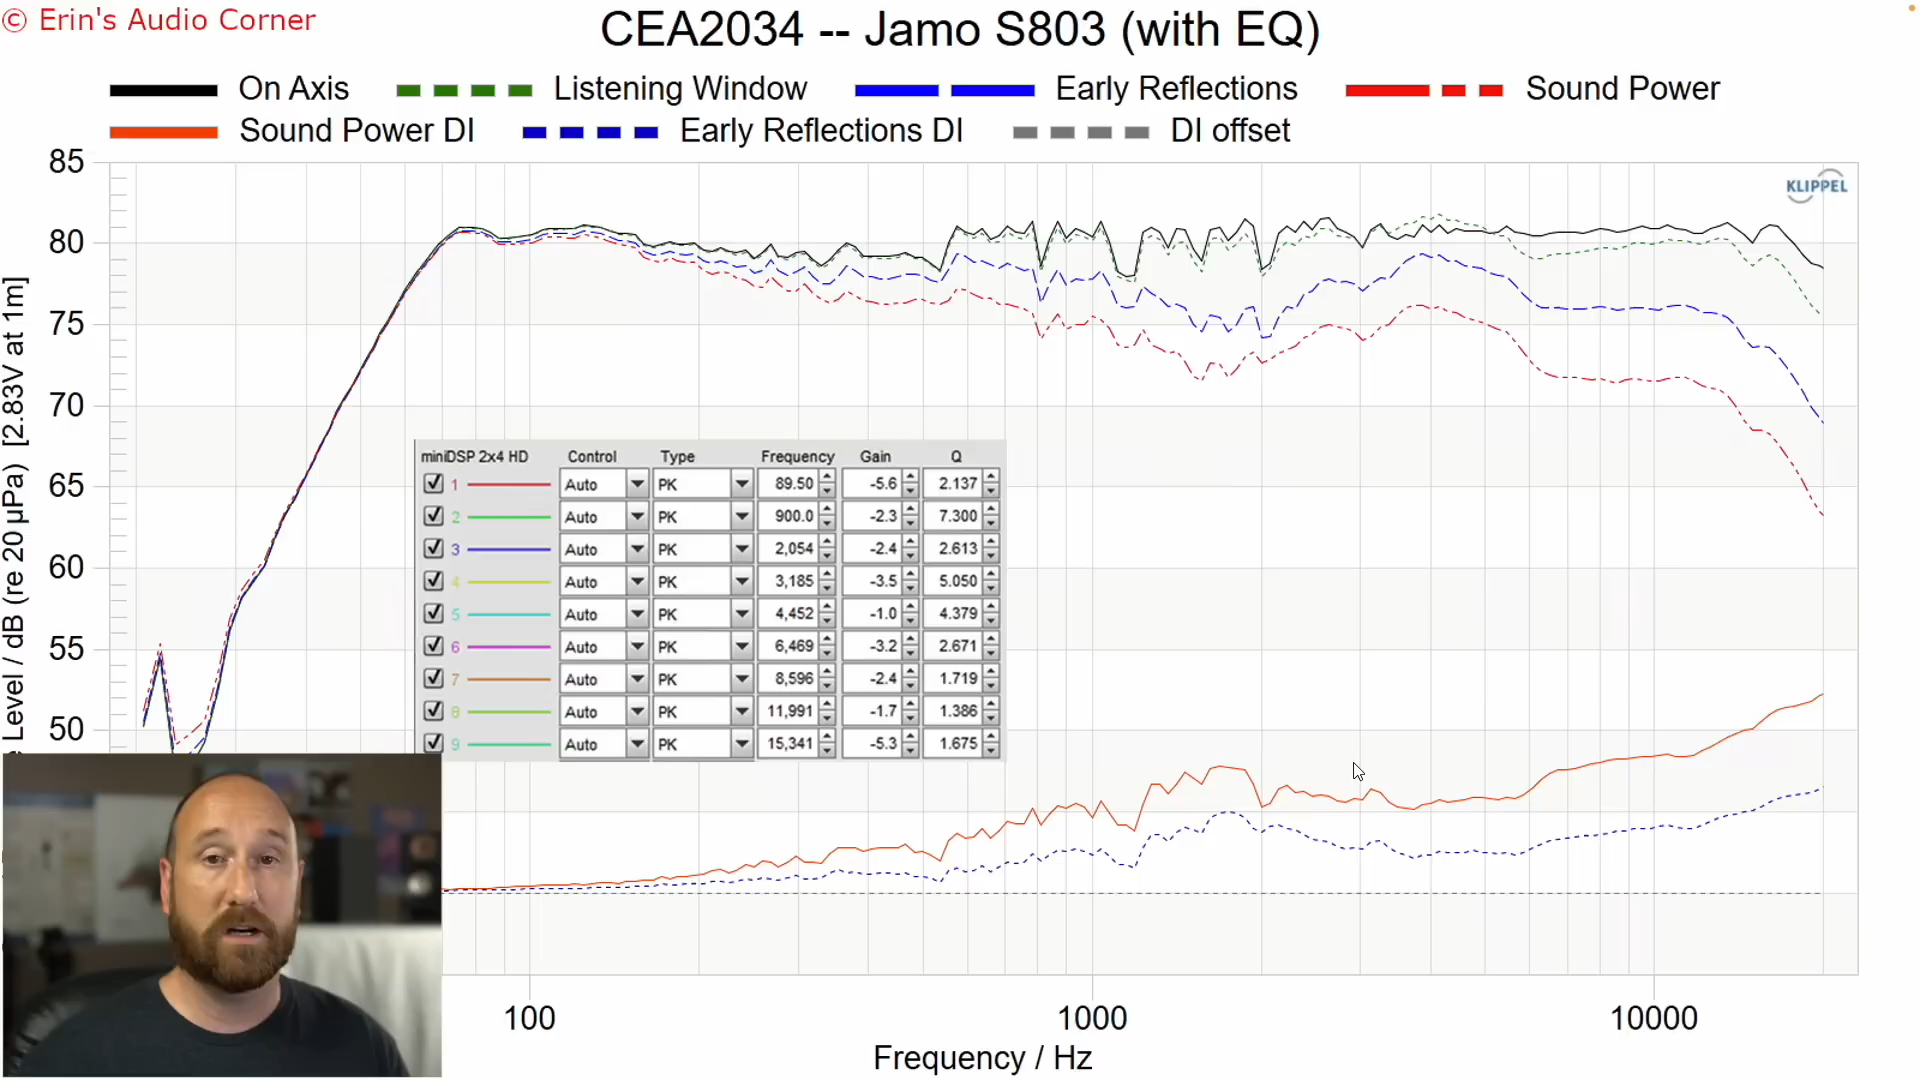 © Erin's Audio Corner
CEA2034 -- Jamo S803 (with EQ)
On Axis Listening Window Early Reflections Sound Power
Sound Power DI Early Reflections DI DI offset
KLIPPEL
85
80
75
70
65
60
55
50
Level / dB (re 20 µPa) [2.83V at 1m]
miniDSP 2x4 HD Control Type Frequency Gain Q
1 Auto PK 89.50 -5.6 2.137
2 Auto PK 900.0 -2.3 7.300
3 Auto PK 2,054 -2.4 2.613
4 Auto PK 3,185 -3.5 5.050
5 Auto PK 4,452 -1.0 4.379
6 Auto PK 6,469 -3.2 2.671
7 Auto PK 8,596 -2.4 1.719
8 Auto PK 11,991 -1.7 1.386
9 Auto PK 15,341 -5.3 1.675
100 1000 10000
Frequency / Hz